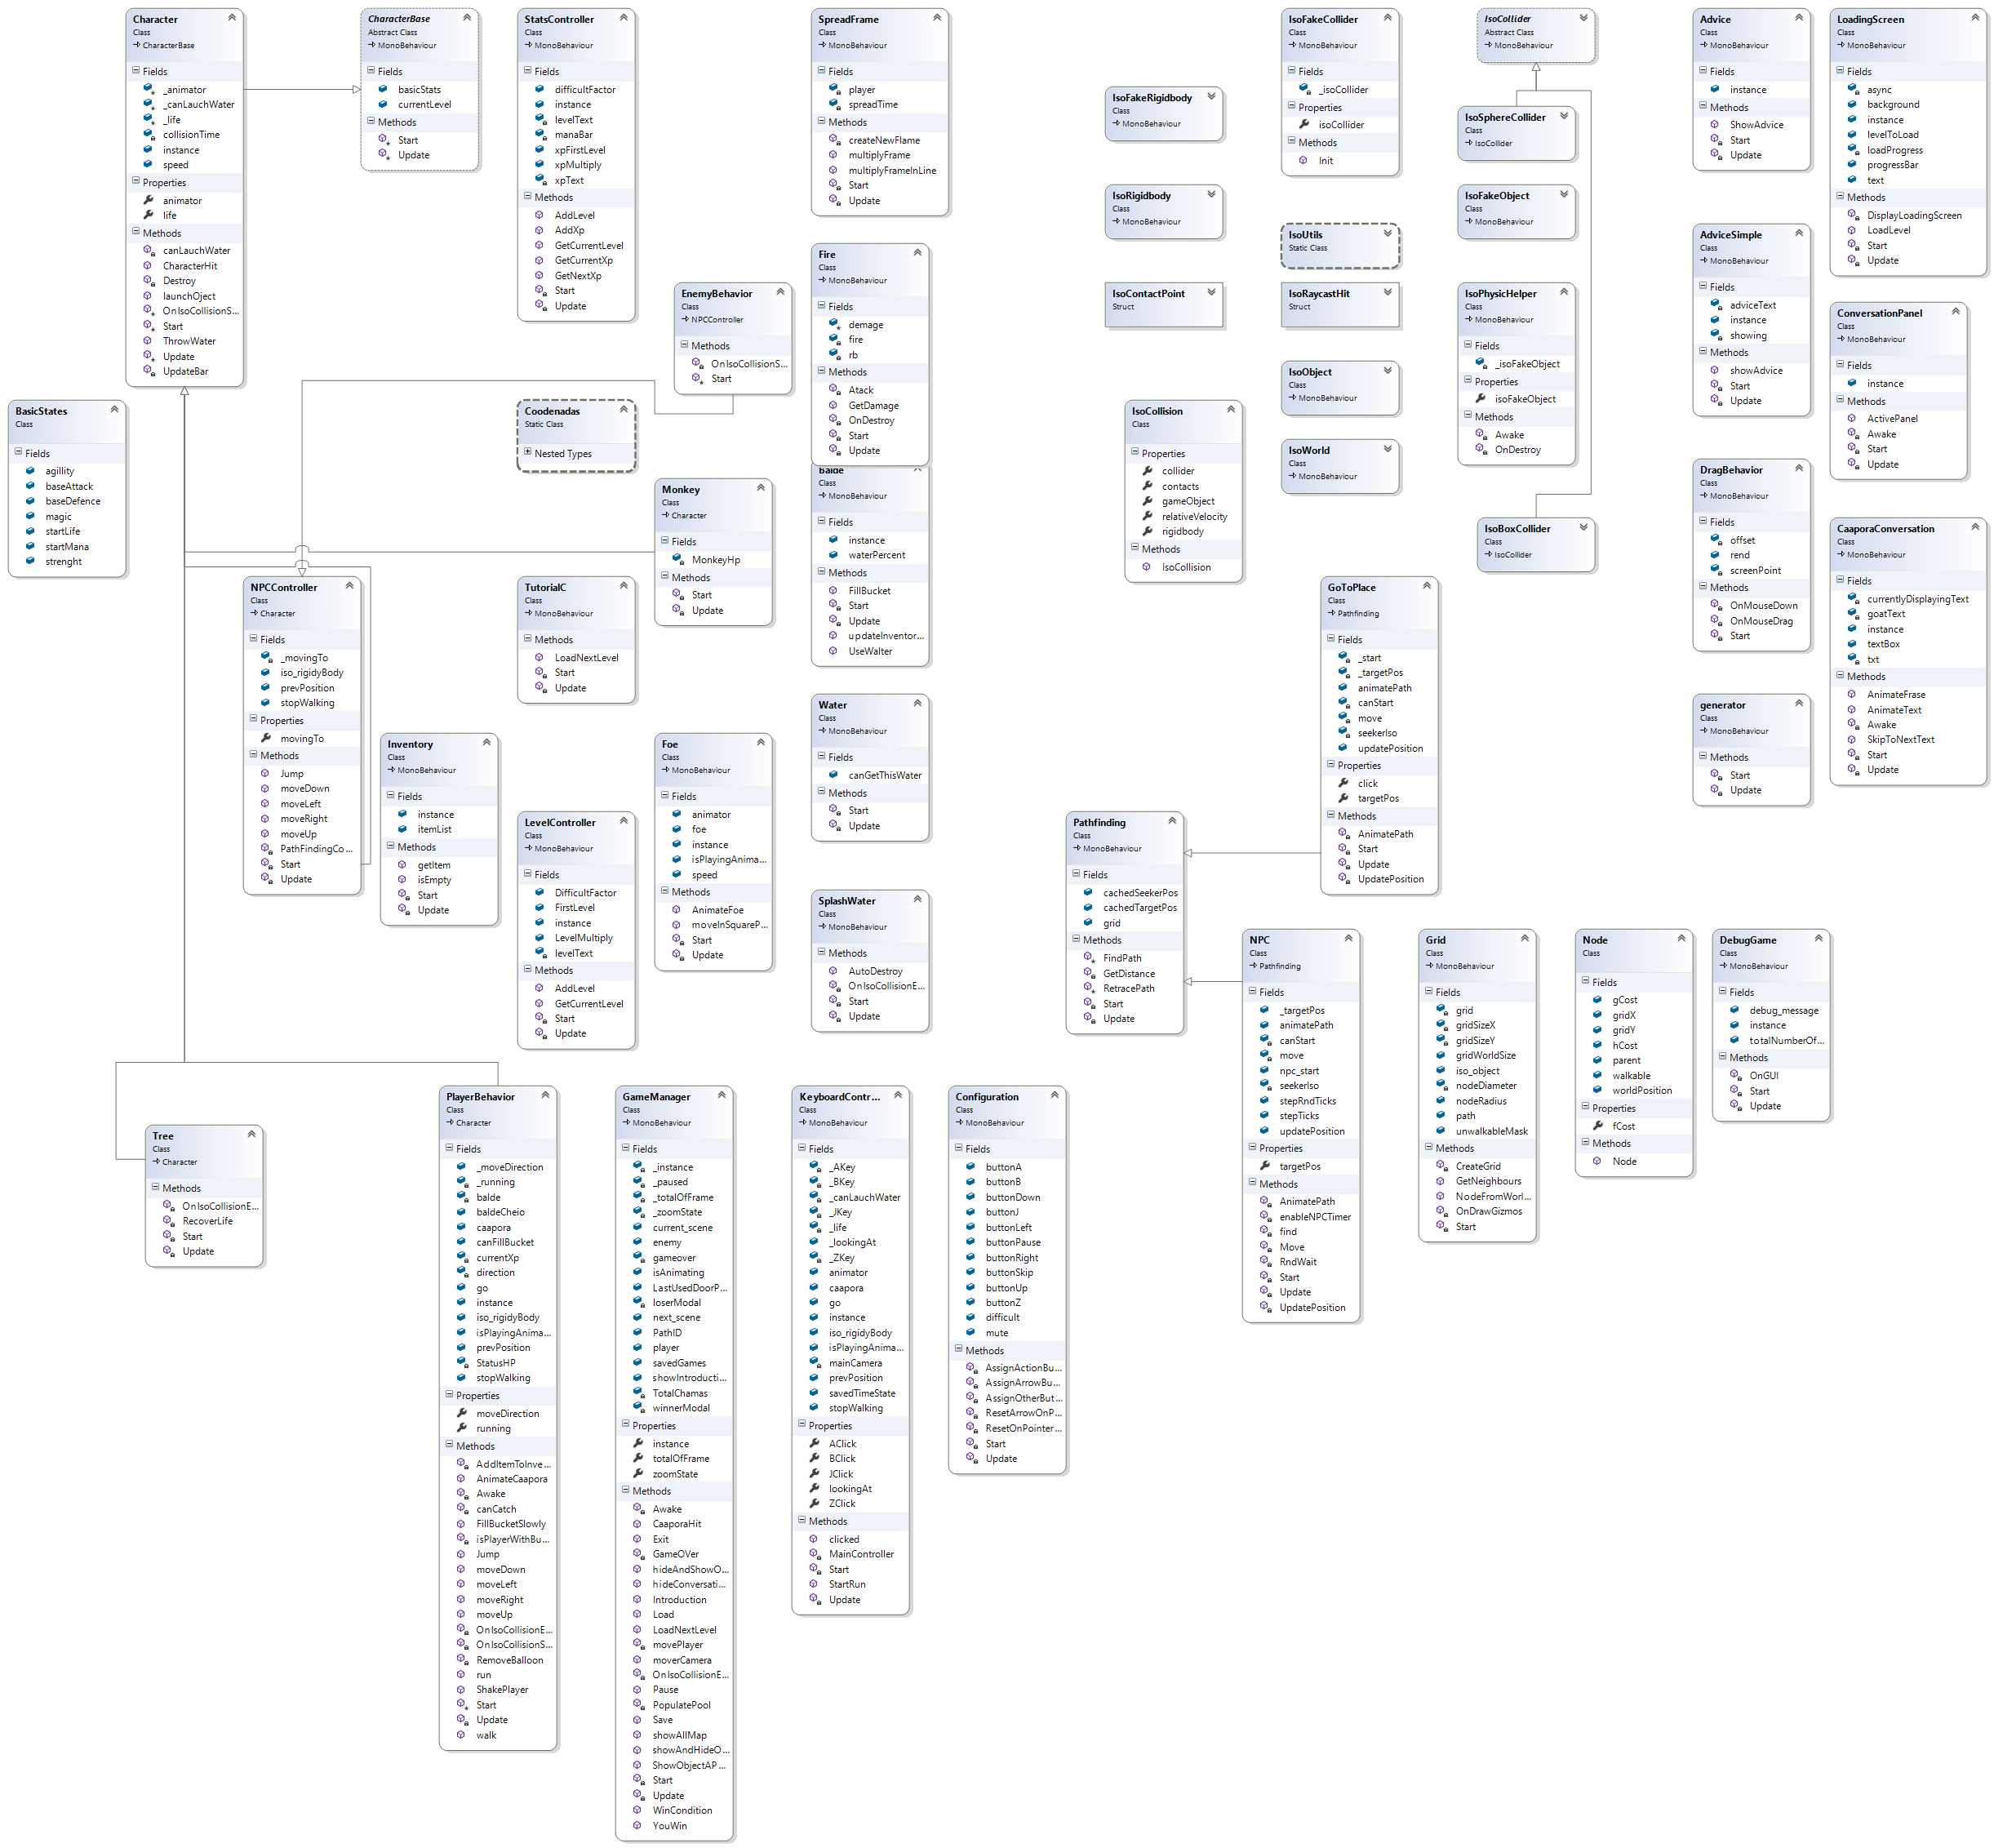 Character
Class
CharacterBase
Fields
_animator
_canLauchWater
_life
collisionTime
instance
speed
Properties
animator
life
Methods
canLauchWater
CharacterHit
Destroy
launchOject
OnIsoCollisionS...
Start
ThrowWater
Update
UpdateBar
CharacterBase
Abstract Class
MonoBehaviour
Fields
basicStats
currentLevel
Methods
Start
Update
StatsController
Class
MonoBehaviour
Fields
difficultFactor
instance
levelText
manaBar
xpFirstLevel
xpMultiply
xpText
Methods
AddLevel
AddXp
GetCurrentLevel
GetCurrentXp
GetNextXp
Start
Update
SpreadFrame
Class
MonoBehaviour
Fields
player
spreadTime
Methods
createNewFlame
multiplyFrame
multiplyFrameInLine
Start
Update
IsoFakeRigidbody
Class
MonoBehaviour
IsoFakeCollider
Class
MonoBehaviour
Fields
_isoCollider
Properties
isoCollider
Methods
Init
IsoCollider
Abstract Class
MonoBehaviour
IsoSphereCollider
Class
IsoCollider
Advice
Class
MonoBehaviour
Fields
instance
Methods
ShowAdvice
Start
Update
LoadingScreen
Class
MonoBehaviour
Fields
async
background
instance
levelToLoad
loadProgress
progressBar
text
Methods
DisplayLoadingScreen
LoadLevel
Start
Update
IsoRigidbody
Class
MonoBehaviour
IsoUtils
Static Class
IsoFakeObject
Class
MonoBehaviour
AdviceSimple
Class
MonoBehaviour
Fields
adviceText
instance
showing
Methods
showAdvice
Start
Update
EnemyBehavior
Class
NPCController
Methods
OnIsoCollisionS...
Start
Fire
Class
MonoBehaviour
Fields
demage
fire
rb
Methods
Atack
GetDamage
OnDestroy
Start
Update
IsoContactPoint
Struct
IsoRaycastHit
Struct
IsoPhysicHelper
Class
MonoBehaviour
Fields
_isoFakeObject
Properties
isoFakeObject
Methods
Awake
OnDestroy
ConversationPanel
Class
MonoBehaviour
Fields
instance
Methods
ActivePanel
Awake
Start
Update
BasicStates
Class
Fields
agillity
baseAttack
baseDefence
magic
startLife
startMana
strenght
Coodenadas
Static Class
Nested Types
IsoObject
Class
MonoBehaviour
IsoCollision
Class
Properties
collider
contacts
gameObject
relativeVelocity
rigidbody
Methods
IsoCollision
IsoWorld
Class
MonoBehaviour
Monkey
Class
Character
Fields
MonkeyHp
Methods
Start
Update
Balde
Class
MonoBehaviour
Fields
instance
waterPercent
Methods
FillBucket
Start
Update
updateInventor...
UseWalter
IsoBoxCollider
Class
IsoCollider
DragBehavior
Class
MonoBehaviour
Fields
offset
rend
screenPoint
Methods
OnMouseDown
OnMouseDrag
Start
CaaporaConversation
Class
MonoBehaviour
Fields
currentlyDisplayingText
goatText
instance
textBox
txt
Methods
AnimateFrase
AnimateText
Awake
SkipToNextText
Start
Update
NPCController
Class
Character
Fields
_movingTo
iso_rigidyBody
prevPosition
stopWalking
Properties
movingTo
Methods
Jump
moveDown
moveLeft
moveRight
moveUp
PathFindingCo...
Start
Update
TutorialC
Class
MonoBehaviour
Methods
LoadNextLevel
Start
Update
GoToPlace
Class
Pathfinding
Fields
_start
_targetPos
animatePath
canStart
move
seekerIso
updatePosition
Properties
click
targetPos
Methods
AnimatePath
Start
Update
UpdatePosition
Inventory
Class
MonoBehaviour
Fields
instance
itemList
Methods
getItem
isEmpty
Start
Update
Foe
Class
MonoBehaviour
Fields
animator
foe
instance
isPlayingAnima...
speed
Methods
AnimateFoe
moveInSquareP...
Start
Update
Water
Class
MonoBehaviour
Fields
canGetThisWater
Methods
Start
Update
generator
Class
MonoBehaviour
Methods
Start
Update
LevelController
Class
MonoBehaviour
Fields
DifficultFactor
FirstLevel
instance
LevelMultiply
levelText
Methods
AddLevel
GetCurrentLevel
Start
Update
SplashWater
Class
MonoBehaviour
Methods
AutoDestroy
OnIsoCollisionE...
Start
Update
Pathfinding
Class
MonoBehaviour
Fields
cachedSeekerPos
cachedTargetPos
grid
Methods
FindPath
GetDistance
RetracePath
Start
Update
NPC
Class
Pathfinding
Fields
_targetPos
animatePath
canStart
move
npc_start
seekerIso
stepRndTicks
stepTicks
updatePosition
Properties
targetPos
Methods
AnimatePath
enableNPCTimer
find
Move
RndWait
Start
Update
UpdatePosition
Grid
Class
MonoBehaviour
Fields
grid
gridSizeX
gridSizeY
gridWorldSize
iso_object
nodeDiameter
nodeRadius
path
unwalkableMask
Methods
CreateGrid
GetNeighbours
NodeFromWorl...
OnDrawGizmos
Start
Node
Class
Fields
gCost
gridX
gridY
hCost
parent
walkable
worldPosition
Properties
fCost
Methods
Node
DebugGame
Class
MonoBehaviour
Fields
debug_message
instance
totalNumberOf...
Methods
OnGUI
Start
Update
Tree
Class
Character
Methods
OnIsoCollisionE...
RecoverLife
Start
Update
PlayerBehavior
Class
Character
Fields
_moveDirection
_running
balde
baldeCheio
caapora
canFillBucket
currentXp
direction
go
instance
iso_rigidyBody
isPlayingAnima...
prevPosition
StatusHP
stopWalking
Properties
moveDirection
running
Methods
AddItemToInve...
AnimateCaapora
Awake
canCatch
FillBucketSlowly
isPlayerWithBu...
Jump
moveDown
moveLeft
moveRight
moveUp
OnIsoCollisionE...
OnIsoCollisionS...
RemoveBalloon
run
ShakePlayer
Start
Update
walk
GameManager
Class
MonoBehaviour
Fields
_instance
_paused
_totalOfFrame
_zoomState
current_scene
enemy
gameover
isAnimating
LastUsedDoorP...
loserModal
next_scene
PathID
player
savedGames
showIntroducti...
TotalChamas
winnerModal
Properties
instance
totalOfFrame
zoomState
Methods
Awake
CaaporaHit
Exit
GameOVer
hideAndShowO...
hideConversati...
Introduction
Load
LoadNextLevel
movePlayer
moverCamera
OnIsoCollisionE...
Pause
PopulatePool
Save
showAllMap
showAndHideO...
ShowObjectAP...
Start
Update
WinCondition
YouWin
KeyboardContr...
Class
MonoBehaviour
Fields
_AKey
_BKey
_canLauchWater
_JKey
_life
_lookingAt
_ZKey
animator
caapora
go
instance
iso_rigidyBody
isPlayingAnima...
mainCamera
prevPosition
savedTimeState
stopWalking
Properties
AClick
BClick
JClick
lookingAt
ZClick
Methods
clicked
MainController
Start
StartRun
Update
Configuration
Class
MonoBehaviour
Fields
buttonA
buttonB
buttonDown
buttonJ
buttonLeft
buttonPause
buttonRight
buttonSkip
buttonUp
buttonZ
difficult
mute
Methods
AssignActionBu...
AssignArrowBu...
AssignOtherBut...
ResetArrowOnP...
ResetOnPointer...
Start
Update